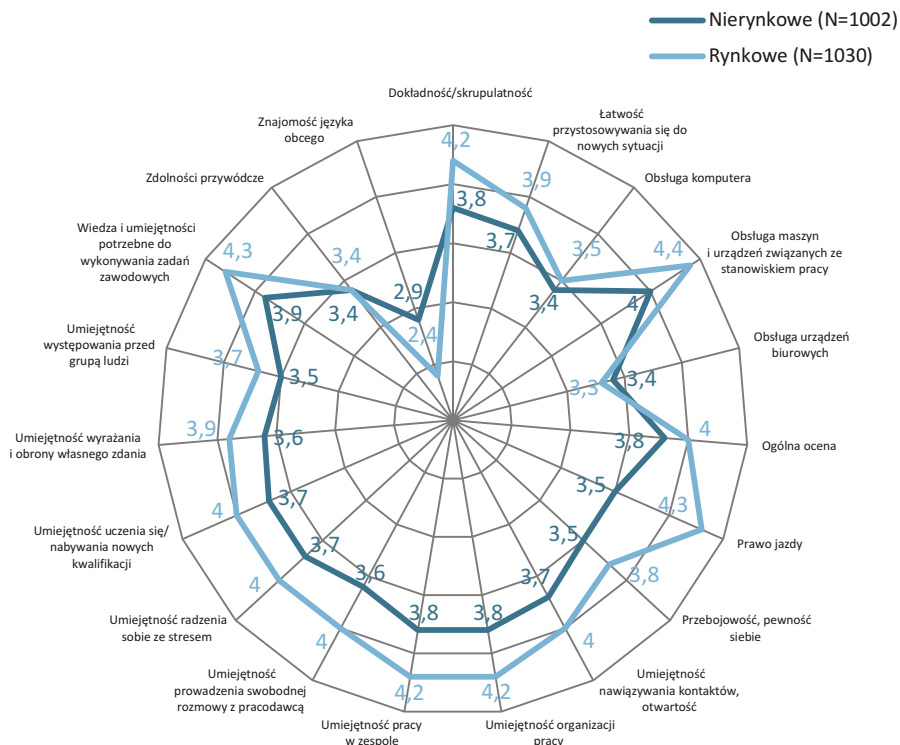 Nierynkowe (N=1002)
Rynkowe (N=1030)
Dokładność/skrupulatność
Łatwość
przystosowywania się do
nowych sytuacji
Obsługa komputera
Obsługa maszyn
i urządzeń związanych ze
stanowiskiem pracy
Obsługa urządzeń
biurowych
Ogólna ocena
Prawo jazdy
Przebojowość, pewność
siebie
Umiejętność
nawiązywania kontaktów,
otwartość
Umiejętność organizacji
pracy
Umiejętność pracy
w zespole
Umiejętność
prowadzenia swobodnej
rozmowy z pracodawcą
Umiejętność radzenia
sobie ze stresem
Umiejętność uczenia się/
nabywania nowych
kwalifikacji
Umiejętność wyrażania
i obrony własnego zdania
Umiejętność
występowania przed
grupą ludzi
Wiedza i umiejętności
potrzebne do
wykonywania zadań
zawodowych
Zdolności przywódcze
Znajomość języka
obcego
4,2
3,8
3,9
3,7
3,5
3,4
4,4
4
3,3
3,4
4
3,8
4,3
3,5
3,8
3,5
4
3,7
4,2
3,8
4,2
3,8
4
3,6
4
3,7
4
3,7
3,9
3,6
3,7
3,5
4,3
3,9
3,4
3,4
2,4
2,9